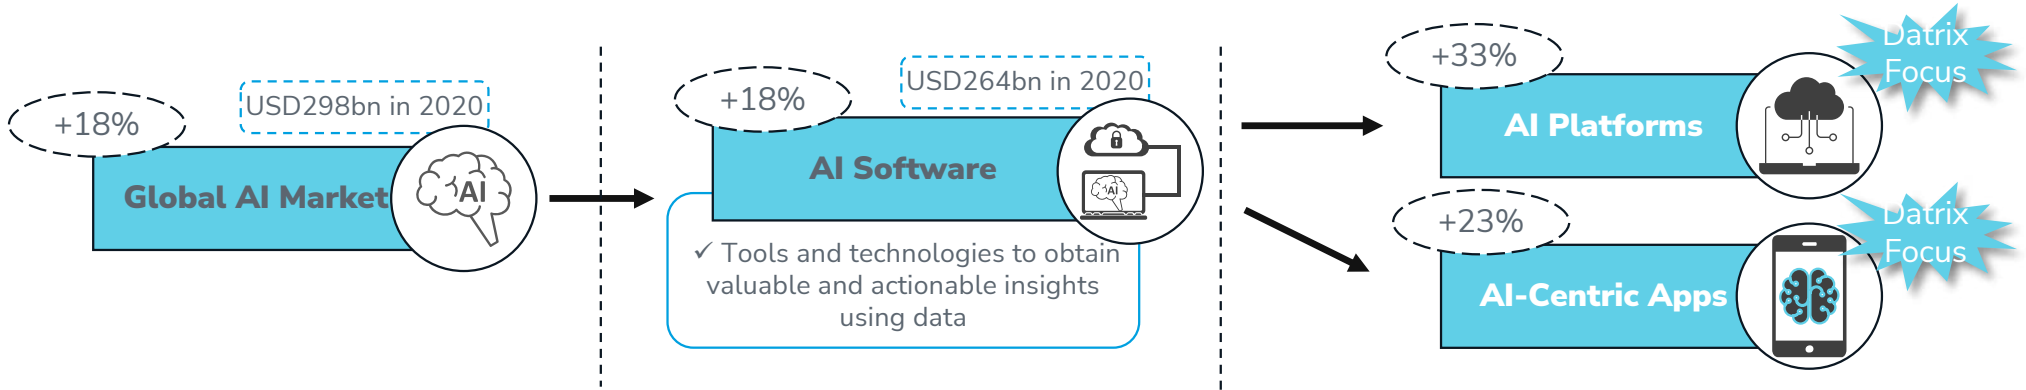 +18%
USD298bn in 2020
Global AI Market
AI
+18%
USD264bn in 2020
AI Software
AI
✓ Tools and technologies to obtain
valuable and actionable insights
using data
+33%
AI Platforms
Datrix
Focus
+23%
AI-Centric Apps
Datrix
Focus